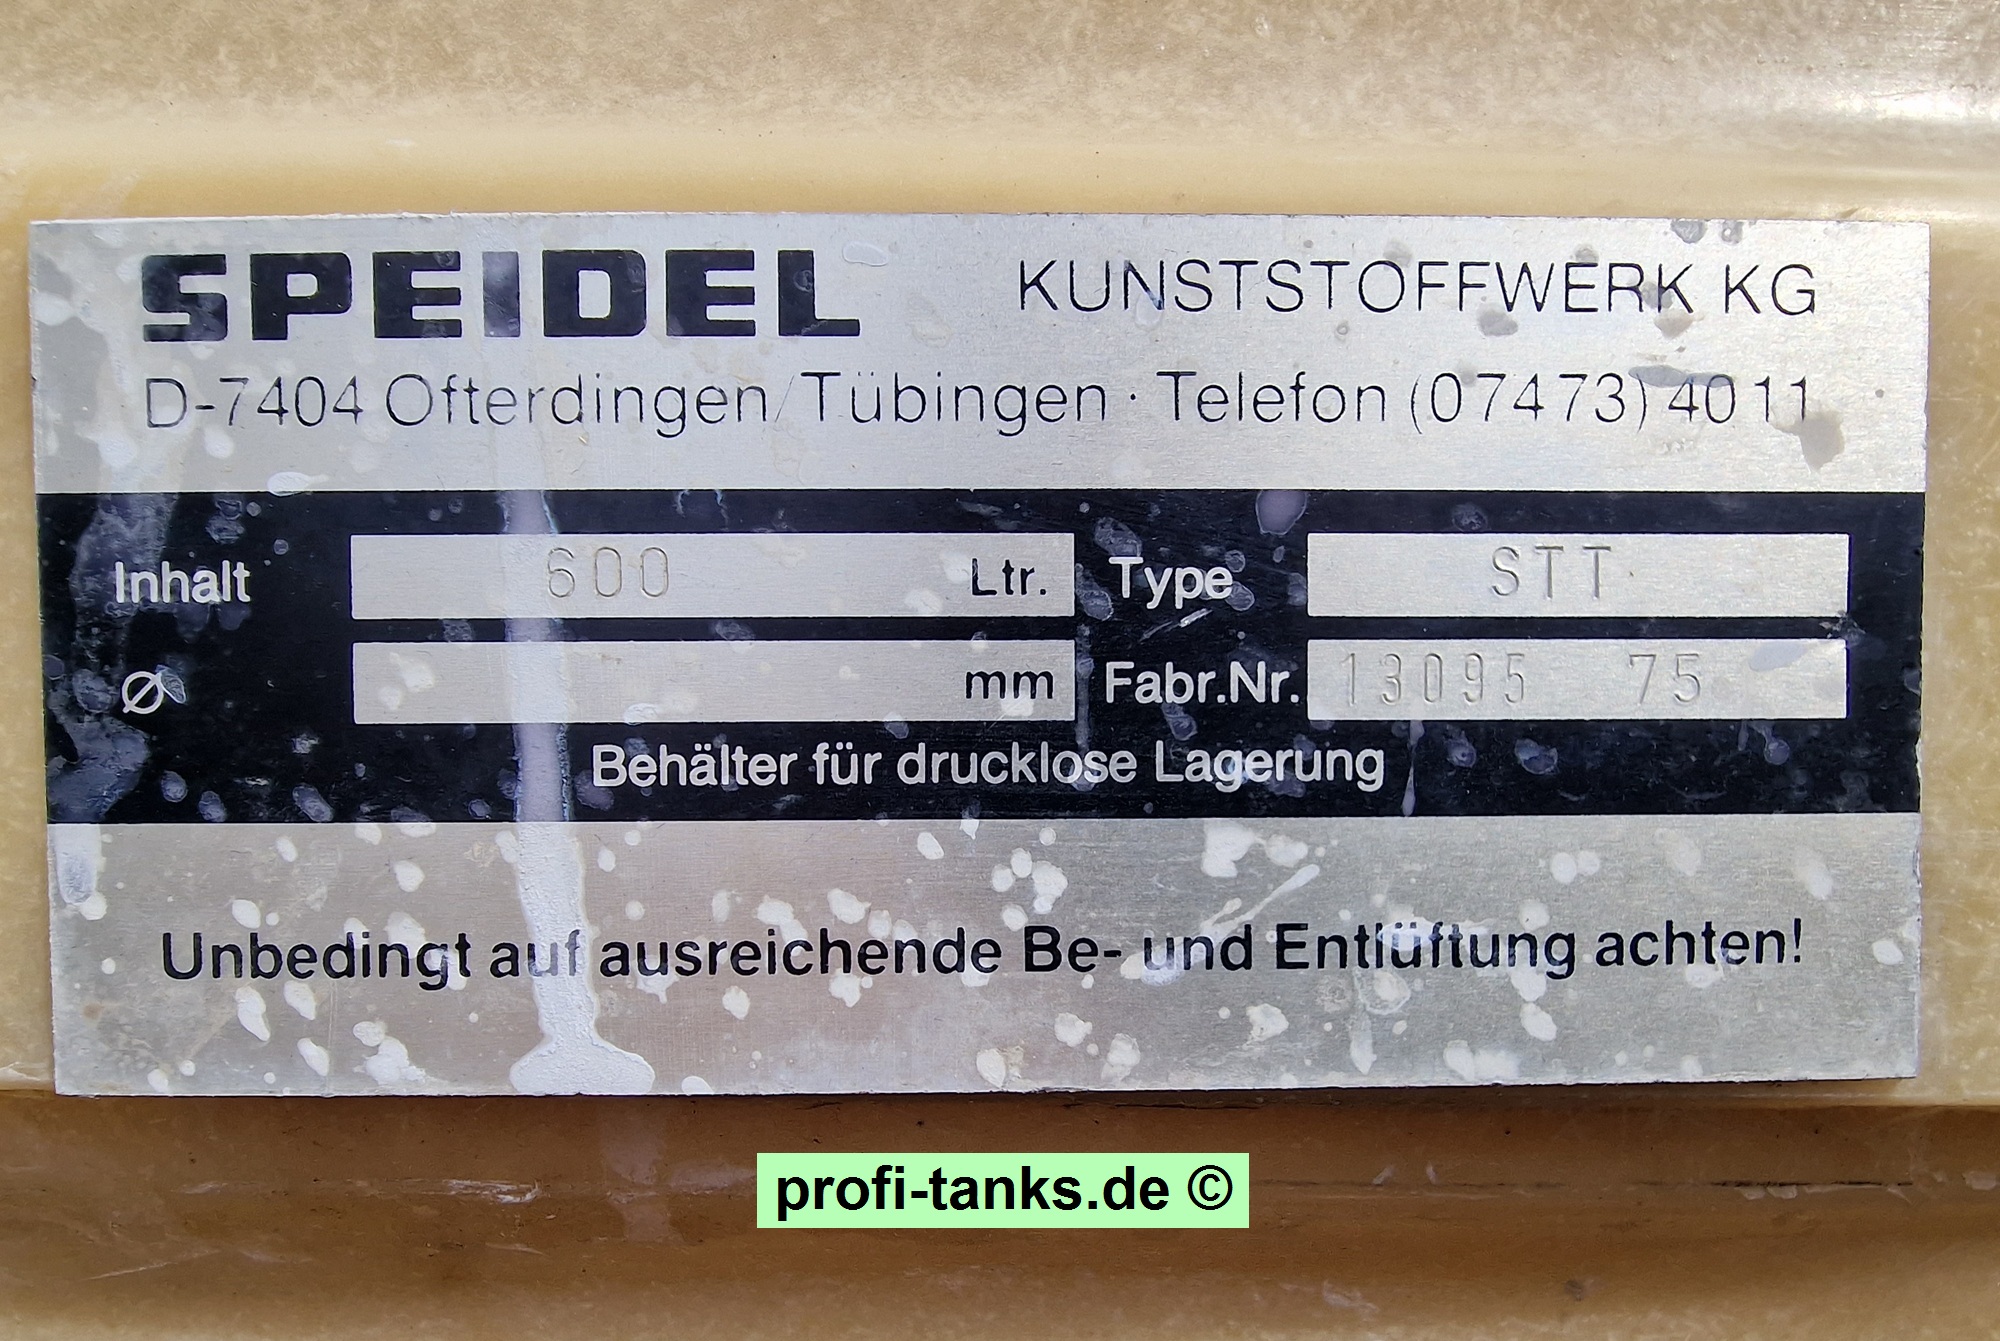 SPEIDEL KUNSTSTOFFWERK KG
D-7404 Ofterdingen/Tübingen · Telefon (07473) 4011
Inhalt 600 Ltr. Type STT
Ø mm Fabr.Nr. 13095 75
Behälter für drucklose Lagerung
Unbedingt auf ausreichende Be- und Entlüftung achten!
profi-tanks.de ©